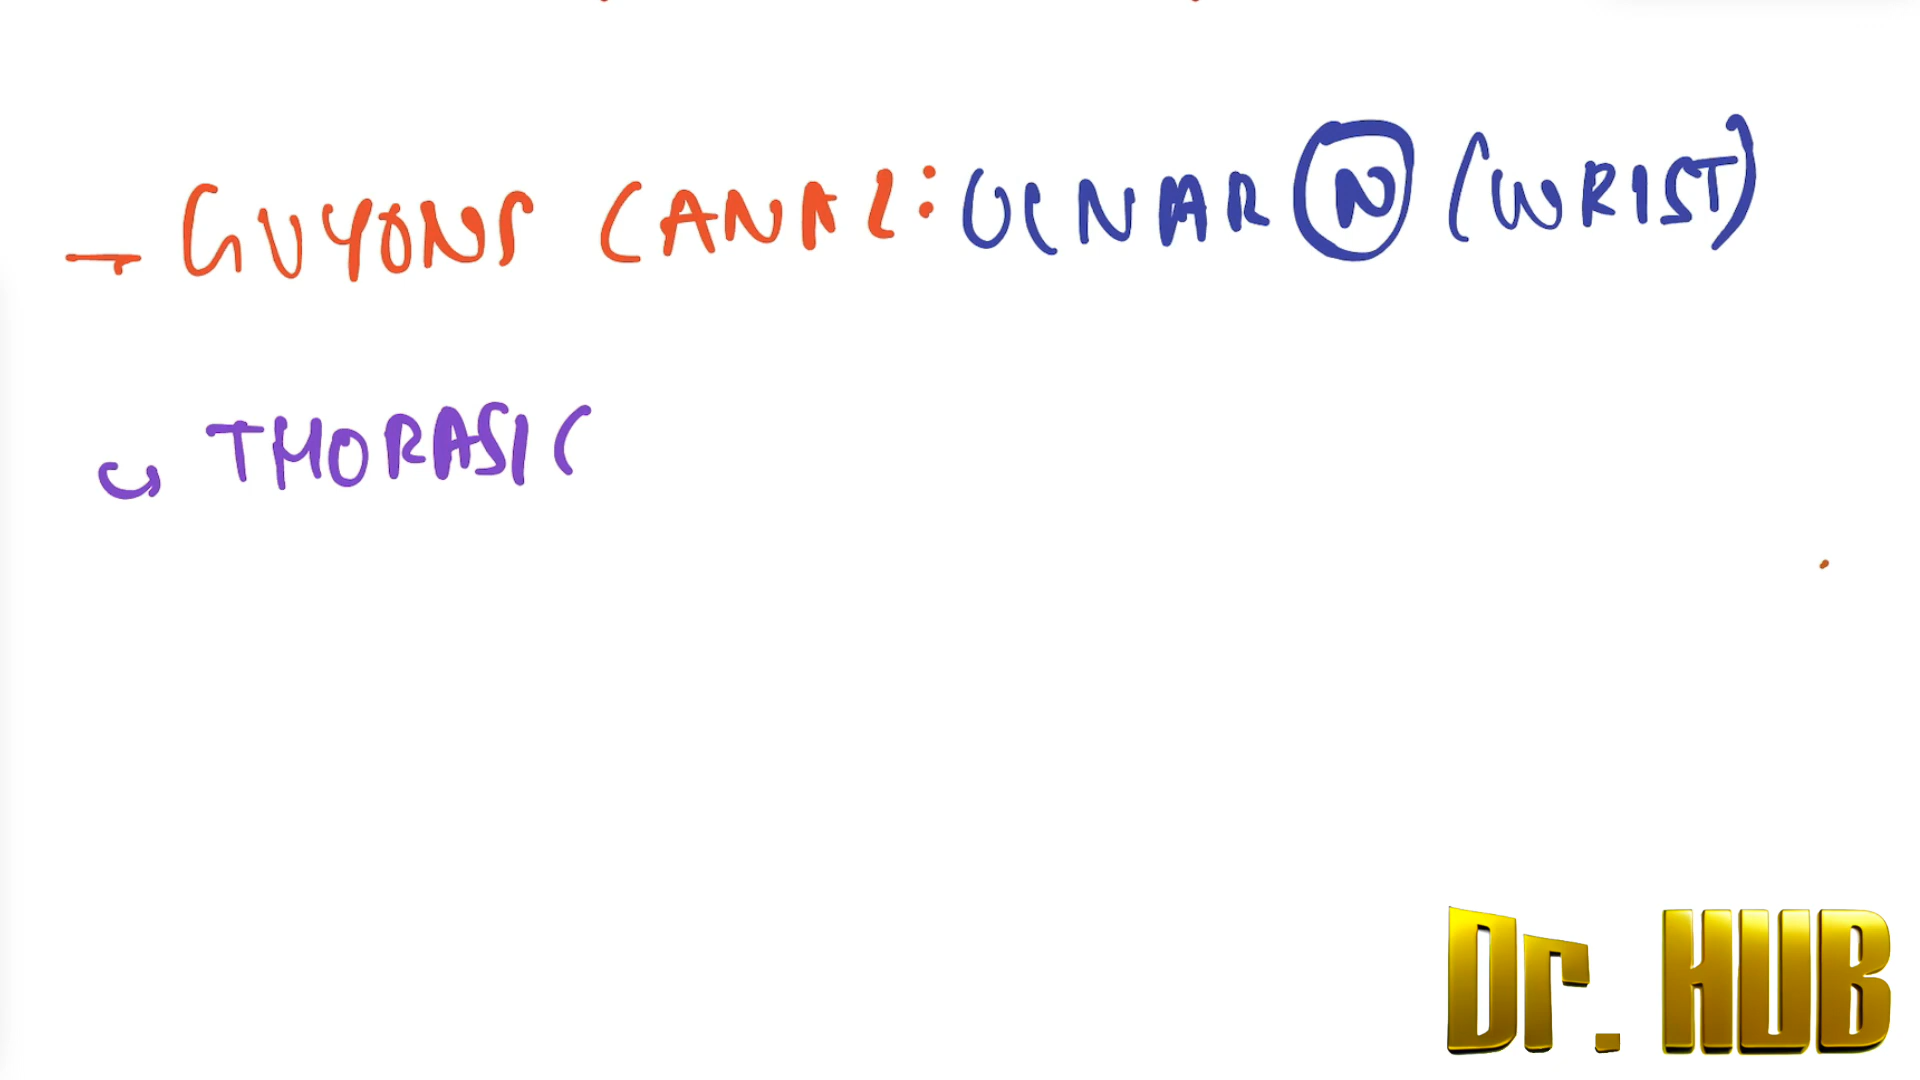 → GUYONS CANAL: ULNAR N (WRIST)
↪ THORASIC
Dr. HUB